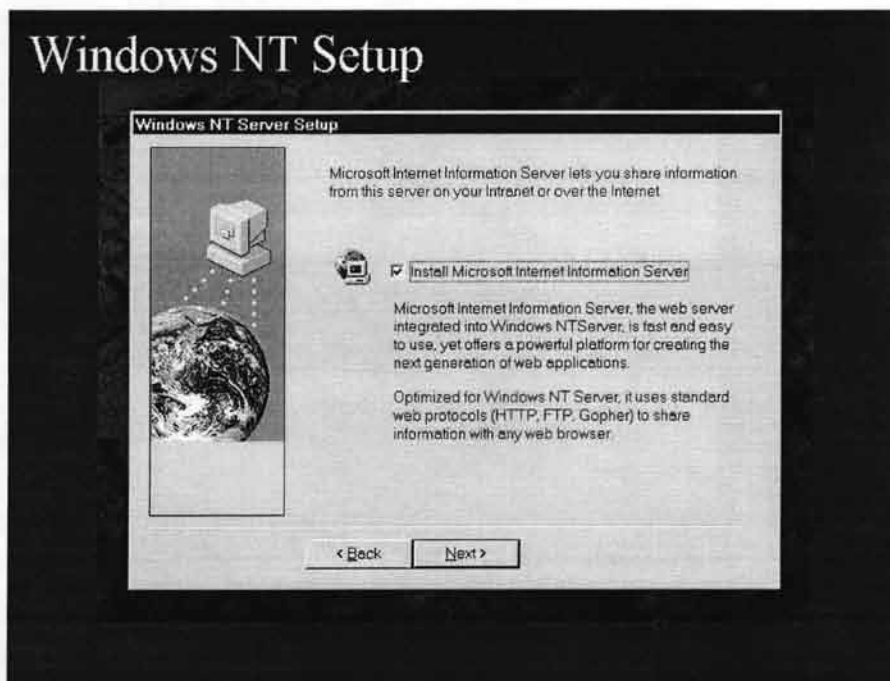 Windows NT Setup
Windows NT Server Setup
Microsoft Internet Information Server lets you share information
from this server on your Intranet or over the Internet.
Install Microsoft Internet Information Server
Microsoft Internet Information Server, the web server
integrated into Windows NTServer, is fast and easy
to use, yet offers a powerful platform for creating the
next generation of web applications.
Optimized for Windows NT Server, it uses standard
web protocols (HTTP, FTP, Gopher) to share
information with any web browser.
< Back
Next >